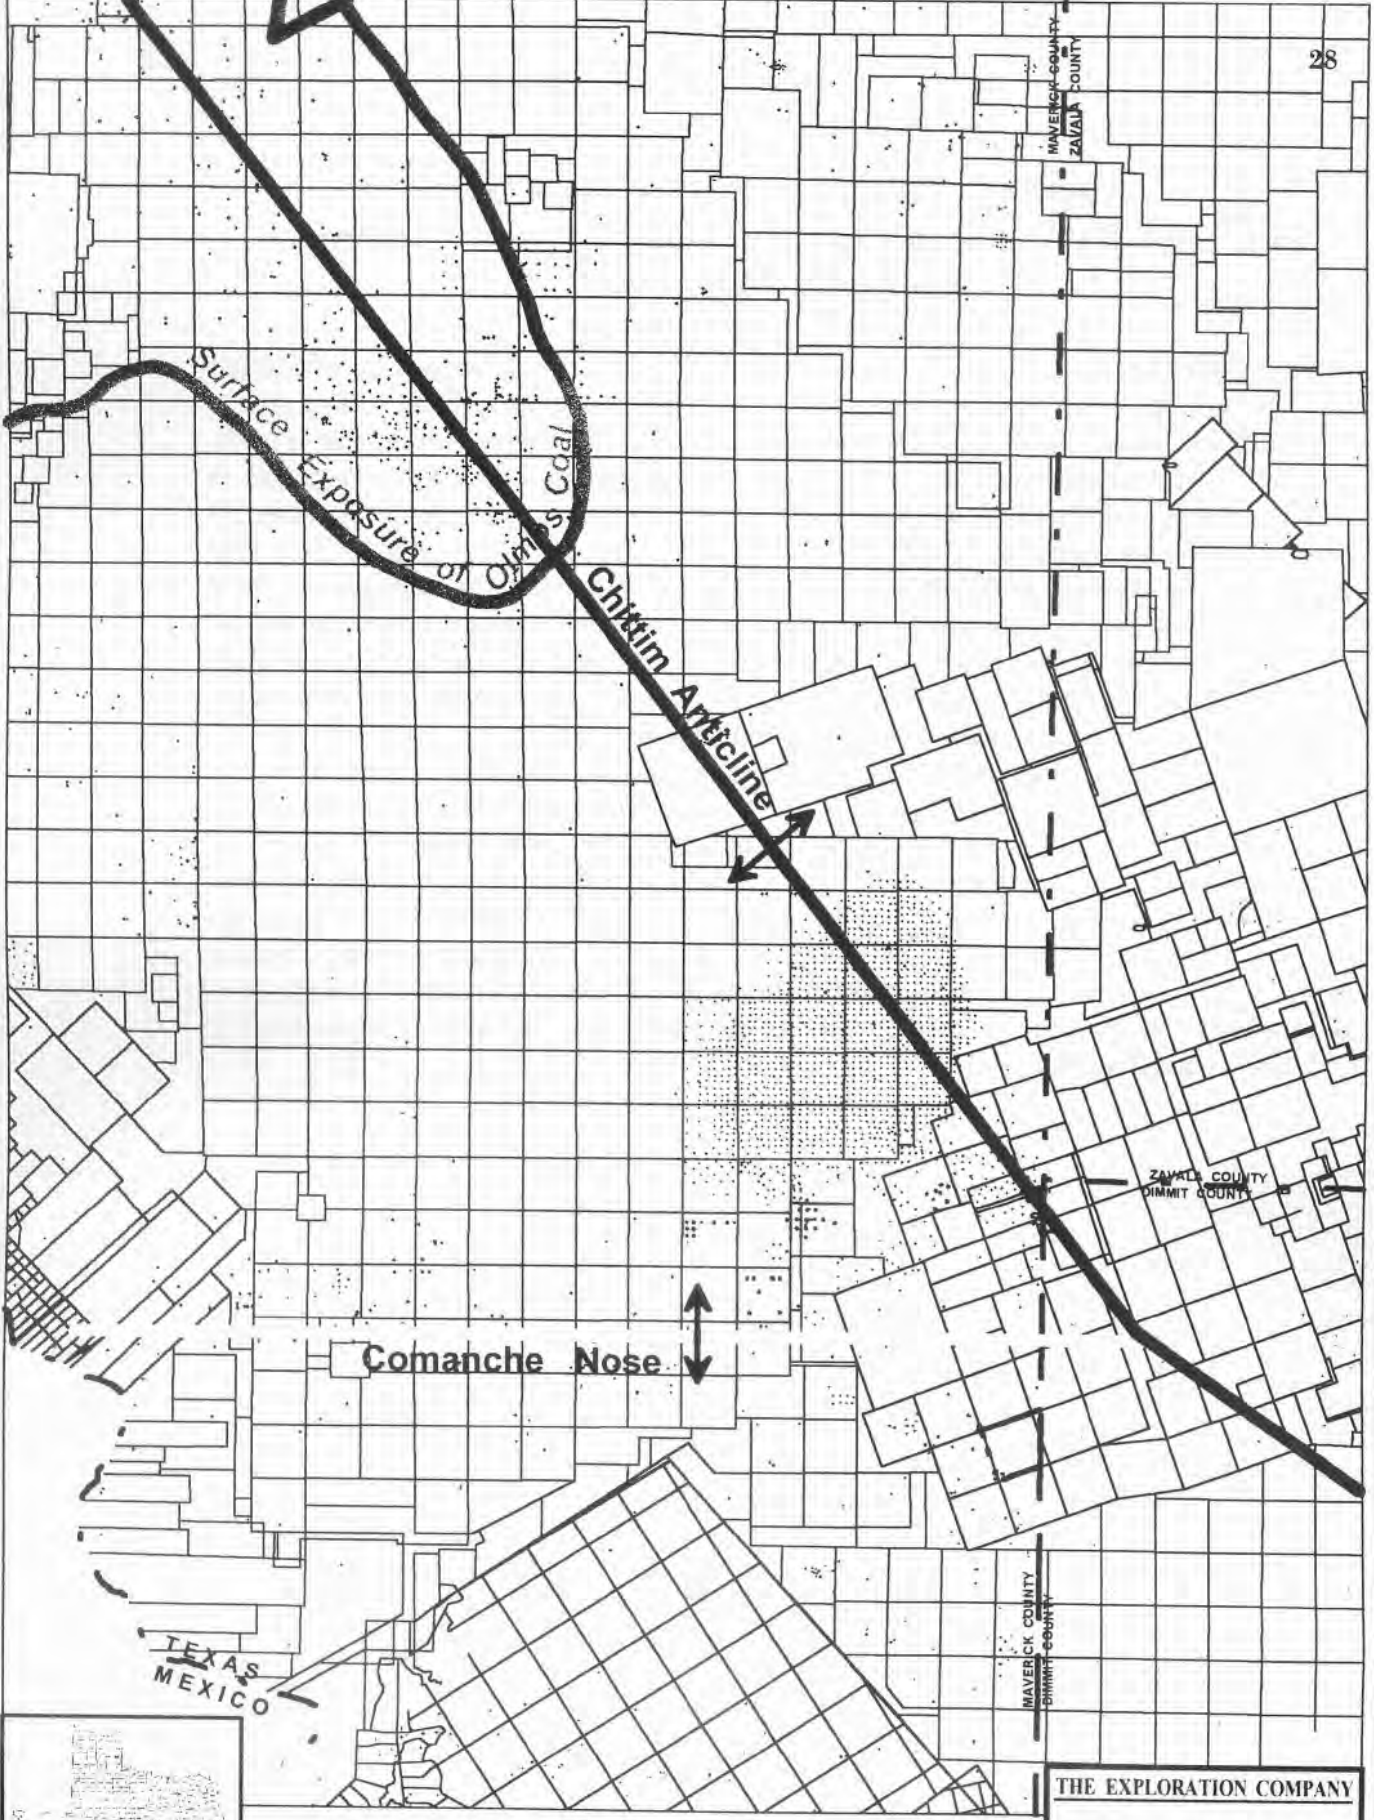 28
MAVERICK COUNTY
ZAVALA COUNTY
Surface Exposure of Olmos Coal
Chittim Anticline
ZAVALA COUNTY
DIMMIT COUNTY
Comanche Nose
MAVERICK COUNTY
DIMMIT COUNTY
TEXAS
MEXICO
THE EXPLORATION COMPANY